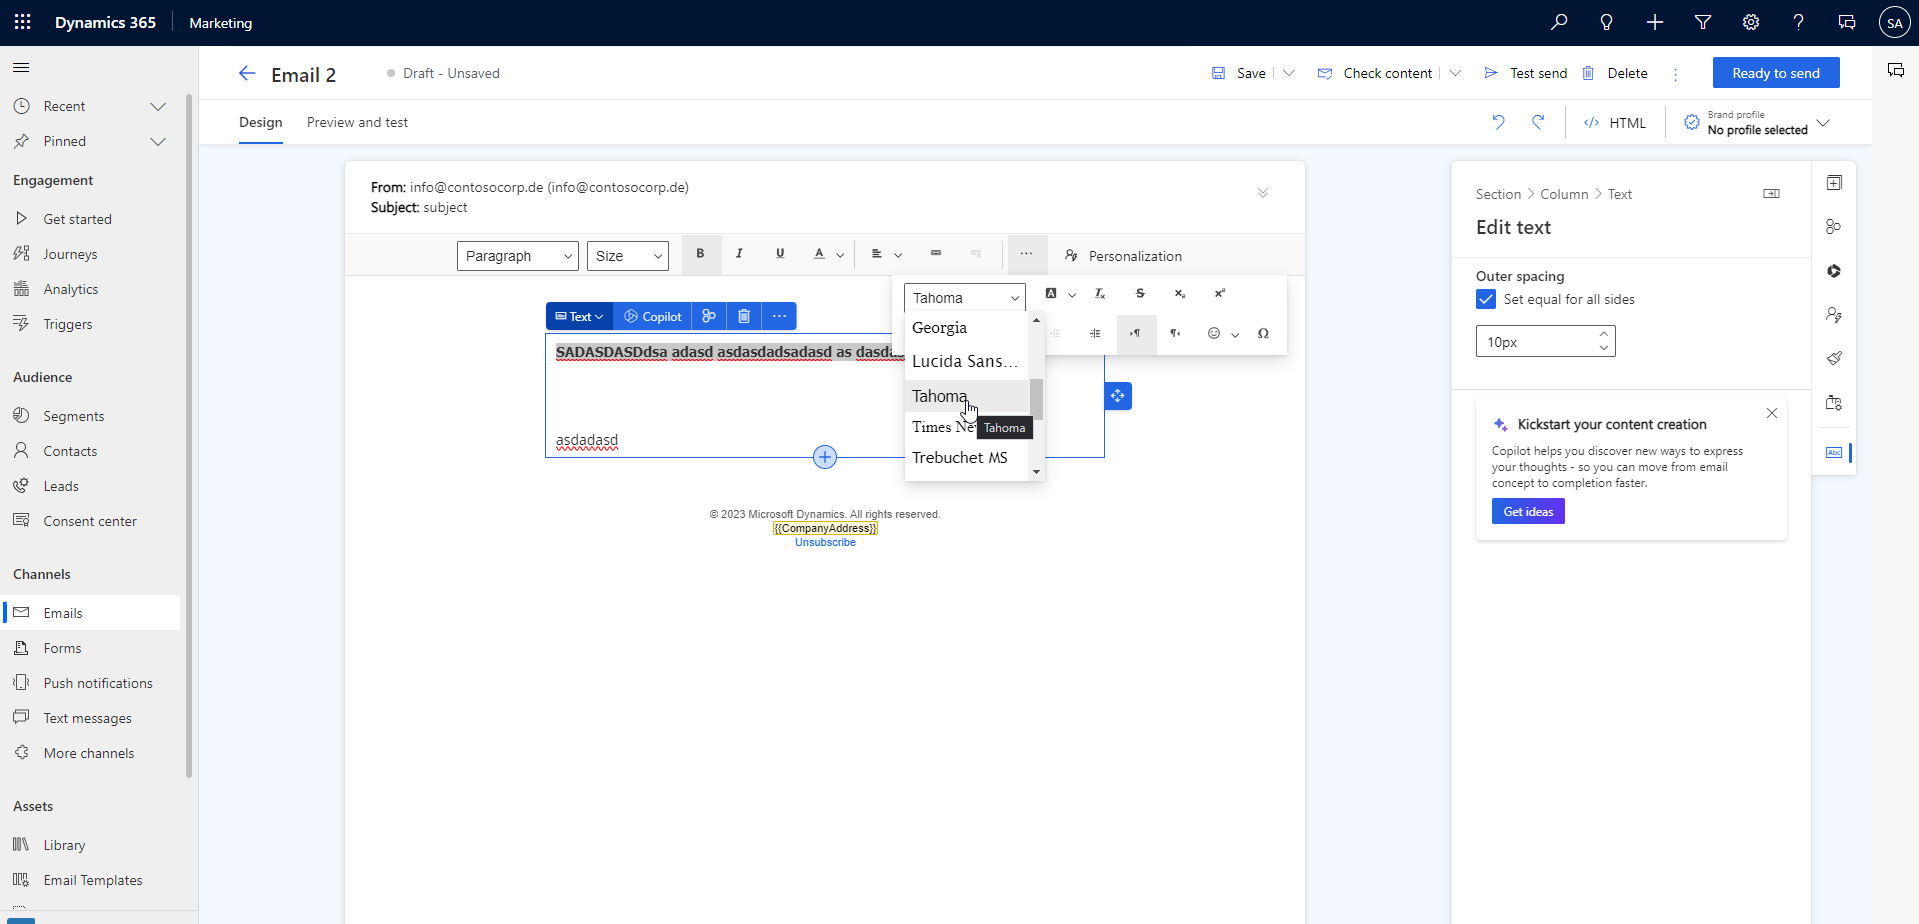 Dynamics 365 Marketing SA
Email 2 Draft - Unsaved Save Check content Test send Delete Ready to send
Recent
Pinned
Engagement
Get started
Journeys
Analytics
Triggers
Audience
Segments
Contacts
Leads
Consent center
Channels
Emails
Forms
Push notifications
Text messages
More channels
Assets
Library
Email Templates
Design Preview and test HTML
Brand profile
No profile selected
From: info@contosocorp.de (info@contosocorp.de)
Subject: subject
Paragraph Size B I U A ... Personalization
Tahoma
Georgia
Lucida Sans...
Tahoma
Times Ne
Tahoma
Trebuchet MS
Text Copilot ...
SADASDASDdsa adasd asdasdadsadasd as dasda
asdadasd
© 2023 Microsoft Dynamics. All rights reserved.
{{CompanyAddress}}
Unsubscribe
Section > Column > Text
Edit text
Outer spacing
Set equal for all sides
10px
Kickstart your content creation
Copilot helps you discover new ways to express
your thoughts - so you can move from email
concept to completion faster.
Get ideas
Abc